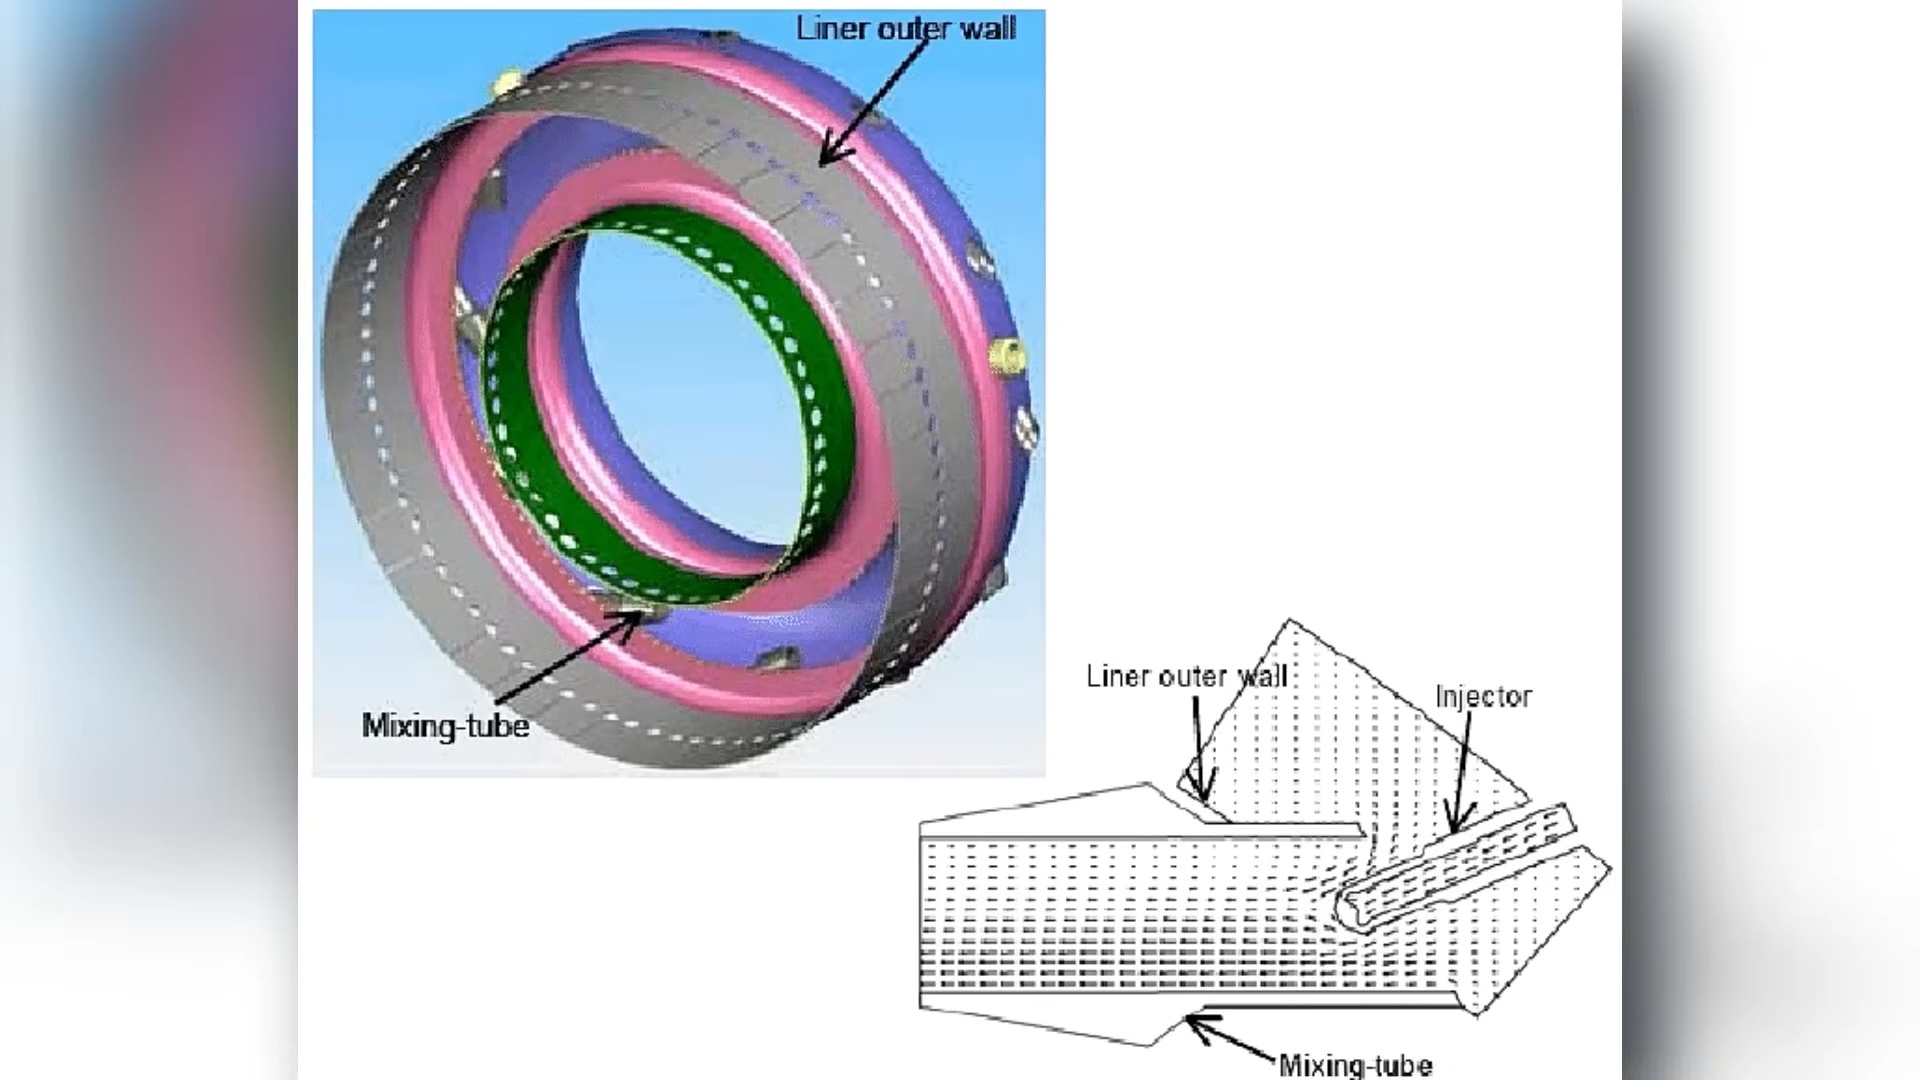 Liner outer wall
Mixing-tube
Liner outer wall
Injector
Mixing-tube